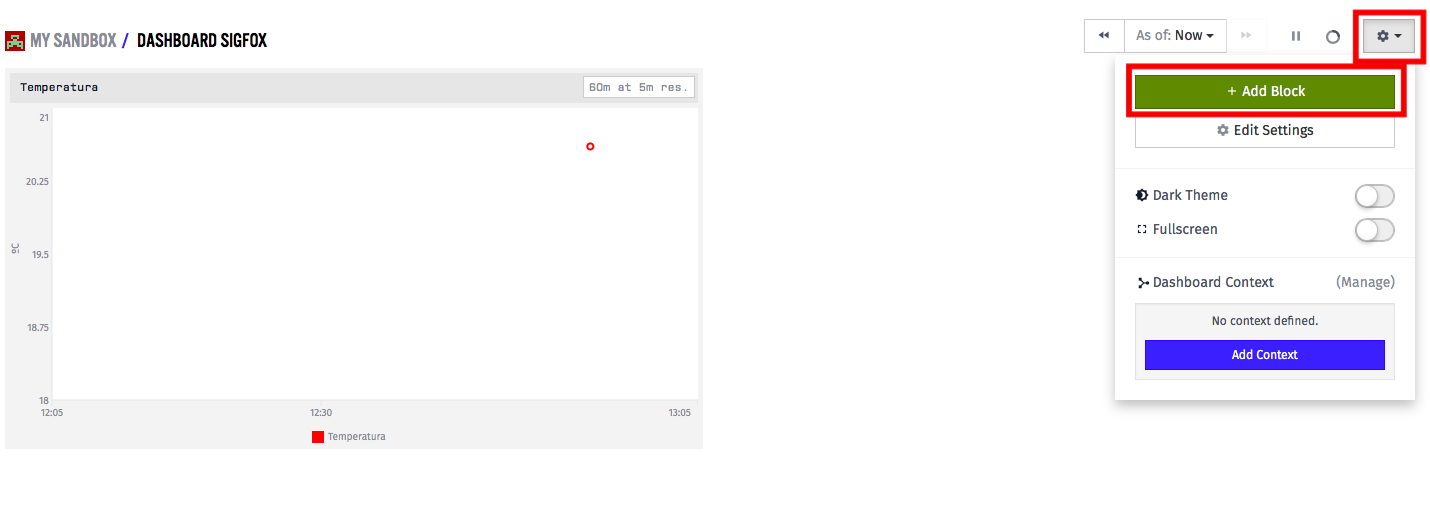 MY SANDBOX / DASHBOARD SIGFOX
As of: Now
Temperatura
60m at 5m res.
21
20.25
19.5
18.75
18
ºC
12:05
12:30
13:05
Temperatura
+ Add Block
Edit Settings
Dark Theme
Fullscreen
Dashboard Context
(Manage)
No context defined.
Add Context